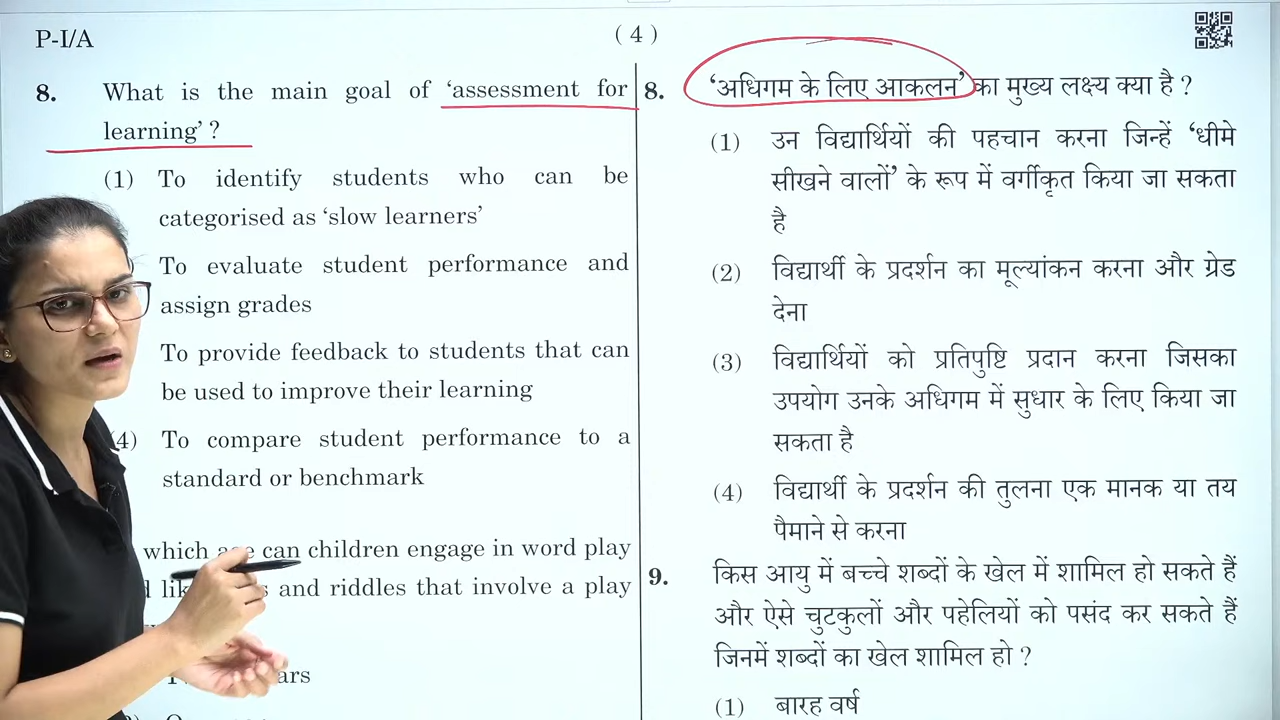 P-I/A
( 4 )
8. What is the main goal of ‘assessment for
learning’ ?
(1) To identify students who can be
categorised as ‘slow learners’
To evaluate student performance and
assign grades
To provide feedback to students that can
be used to improve their learning
(4) To compare student performance to a
standard or benchmark
which age can children engage in word play
and riddles that involve a play
8. ‘अधिगम के लिए आकलन’ का मुख्य लक्ष्य क्या है ?
(1) उन विद्यार्थियों की पहचान करना जिन्हें ‘धीमे
सीखने वालों’ के रूप में वर्गीकृत किया जा सकता
है
(2) विद्यार्थी के प्रदर्शन का मूल्यांकन करना और ग्रेड
देना
(3) विद्यार्थियों को प्रतिपुष्टि प्रदान करना जिसका
उपयोग उनके अधिगम में सुधार के लिए किया जा
सकता है
(4) विद्यार्थी के प्रदर्शन की तुलना एक मानक या तय
पैमाने से करना
9. किस आयु में बच्चे शब्दों के खेल में शामिल हो सकते हैं
और ऐसे चुटकुलों और पहेलियों को पसंद कर सकते हैं
जिनमें शब्दों का खेल शामिल हो ?
(1) बारह वर्ष